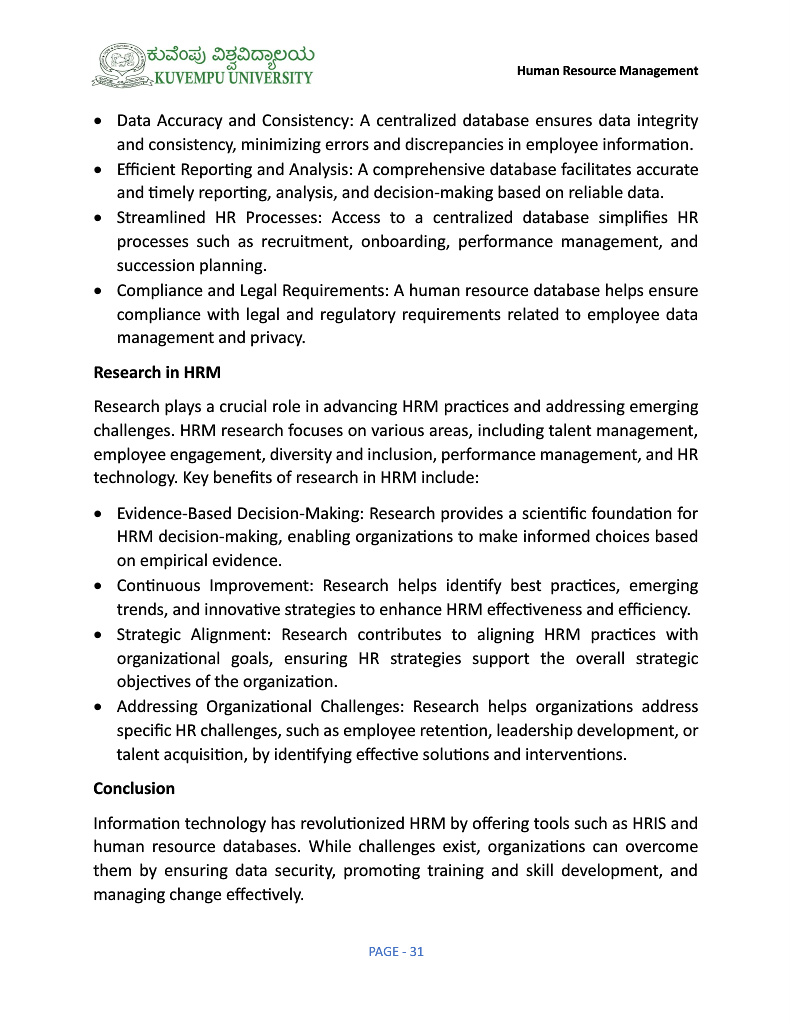 ಕುವೆಂಪು ವಿಶ್ವವಿದ್ಯಾಲಯ
KUVEMPU UNIVERSITY
Human Resource Management
• Data Accuracy and Consistency: A centralized database ensures data integrity
and consistency, minimizing errors and discrepancies in employee information.
• Efficient Reporting and Analysis: A comprehensive database facilitates accurate
and timely reporting, analysis, and decision-making based on reliable data.
• Streamlined HR Processes: Access to a centralized database simplifies HR
processes such as recruitment, onboarding, performance management, and
succession planning.
• Compliance and Legal Requirements: A human resource database helps ensure
compliance with legal and regulatory requirements related to employee data
management and privacy.
Research in HRM
Research plays a crucial role in advancing HRM practices and addressing emerging
challenges. HRM research focuses on various areas, including talent management,
employee engagement, diversity and inclusion, performance management, and HR
technology. Key benefits of research in HRM include:
• Evidence-Based Decision-Making: Research provides a scientific foundation for
HRM decision-making, enabling organizations to make informed choices based
on empirical evidence.
• Continuous Improvement: Research helps identify best practices, emerging
trends, and innovative strategies to enhance HRM effectiveness and efficiency.
• Strategic Alignment: Research contributes to aligning HRM practices with
organizational goals, ensuring HR strategies support the overall strategic
objectives of the organization.
• Addressing Organizational Challenges: Research helps organizations address
specific HR challenges, such as employee retention, leadership development, or
talent acquisition, by identifying effective solutions and interventions.
Conclusion
Information technology has revolutionized HRM by offering tools such as HRIS and
human resource databases. While challenges exist, organizations can overcome
them by ensuring data security, promoting training and skill development, and
managing change effectively.
PAGE - 31